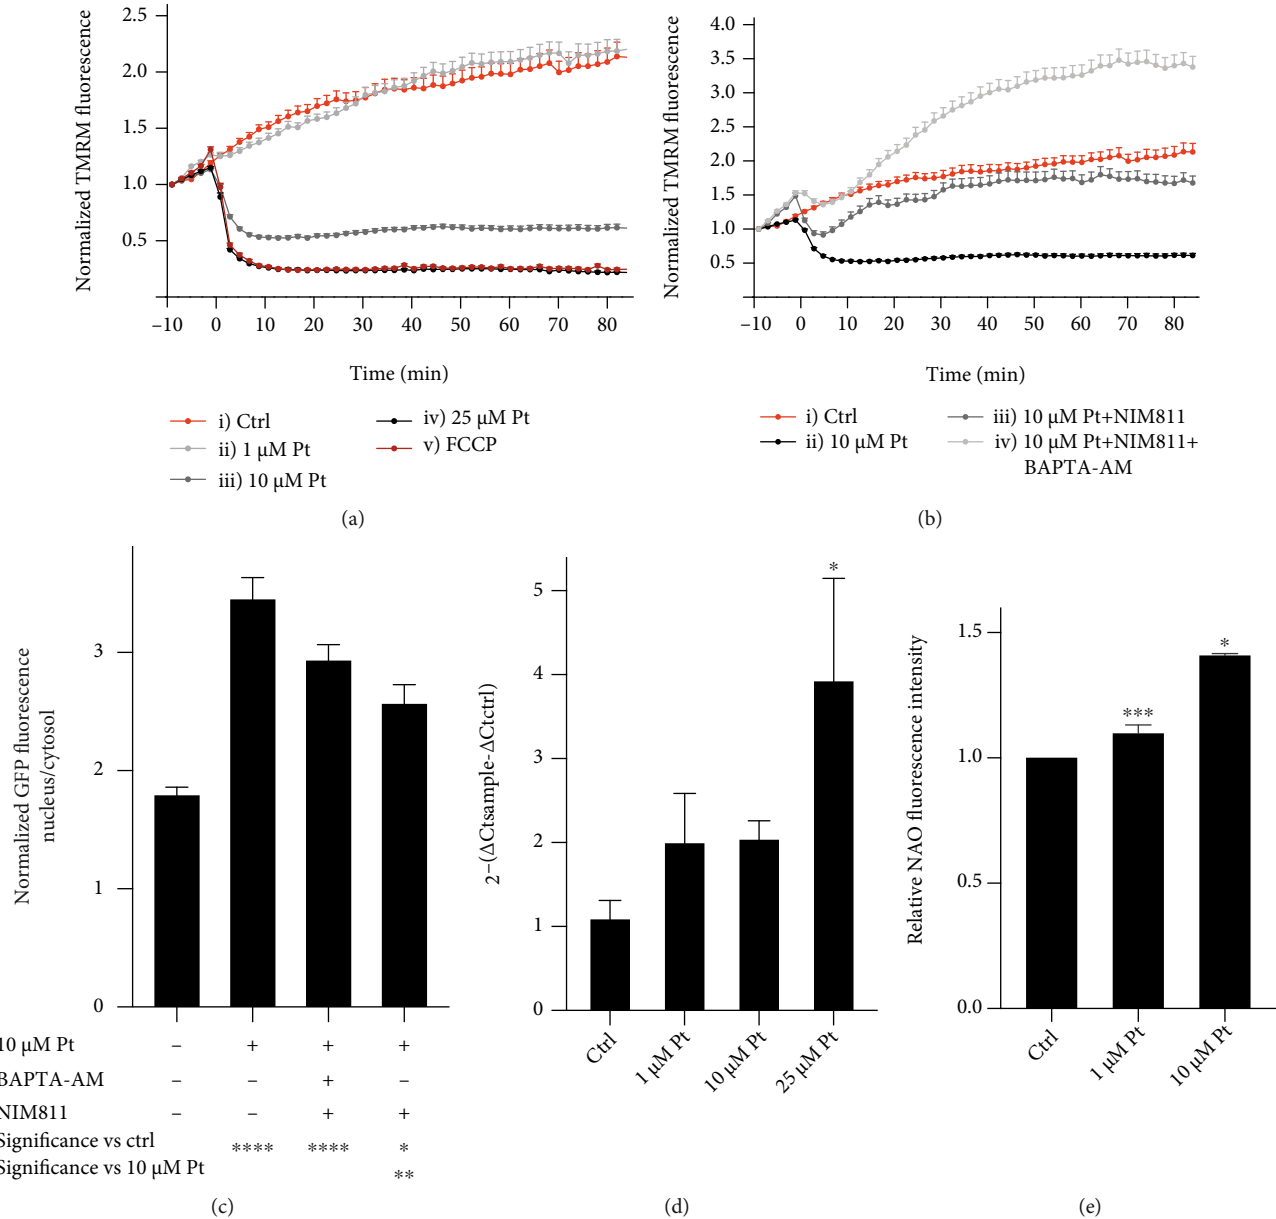 Normalized TMRM fluorescence
2.5
2.0
1.5
1.0
0.5
−10 0 10 20 30 40 50 60 70 80
Time (min)
i) Ctrl
ii) 1 μM Pt
iii) 10 μM Pt
iv) 25 μM Pt
v) FCCP
(a)
Normalized TMRM fluorescence
4.0
3.5
3.0
2.5
2.0
1.5
1.0
0.5
−10 0 10 20 30 40 50 60 70 80
Time (min)
i) Ctrl
ii) 10 μM Pt
iii) 10 μM Pt+NIM811
iv) 10 μM Pt+NIM811+
BAPTA-AM
(b)
Normalized GFP fluorescence
nucleus/cytosol
3
2
1
0
10 μM Pt – + + +
BAPTA-AM – – + –
NIM811 – – + +
Significance vs ctrl **** **** *
Significance vs 10 μM Pt **
(c)
2−(ΔCtsample-ΔCtctrl)
5
4
3
2
1
0
*
Ctrl
1 μM Pt
10 μM Pt
25 μM Pt
(d)
Relative NAO fluorescence intensity
1.5
1.0
0.5
0.0
***
*
Ctrl
1 μM Pt
10 μM Pt
(e)